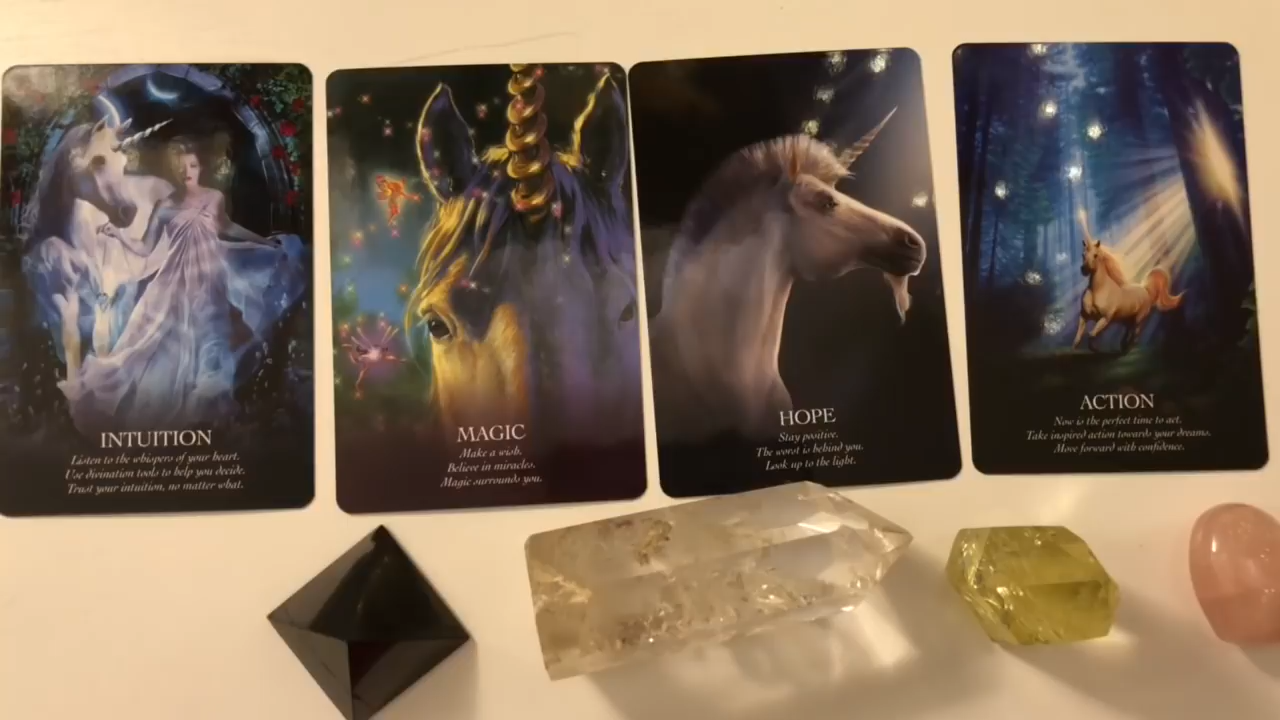 INTUITION
Listen to the whispers of your heart.
Use divination tools to help you decide.
Trust your intuition, no matter what.
MAGIC
Make a wish.
Believe in miracles.
Magic surrounds you.
HOPE
Stay positive.
The worst is behind you.
Look up to the light.
ACTION
Now is the perfect time to act.
Take inspired action towards your dreams.
Move forward with confidence.